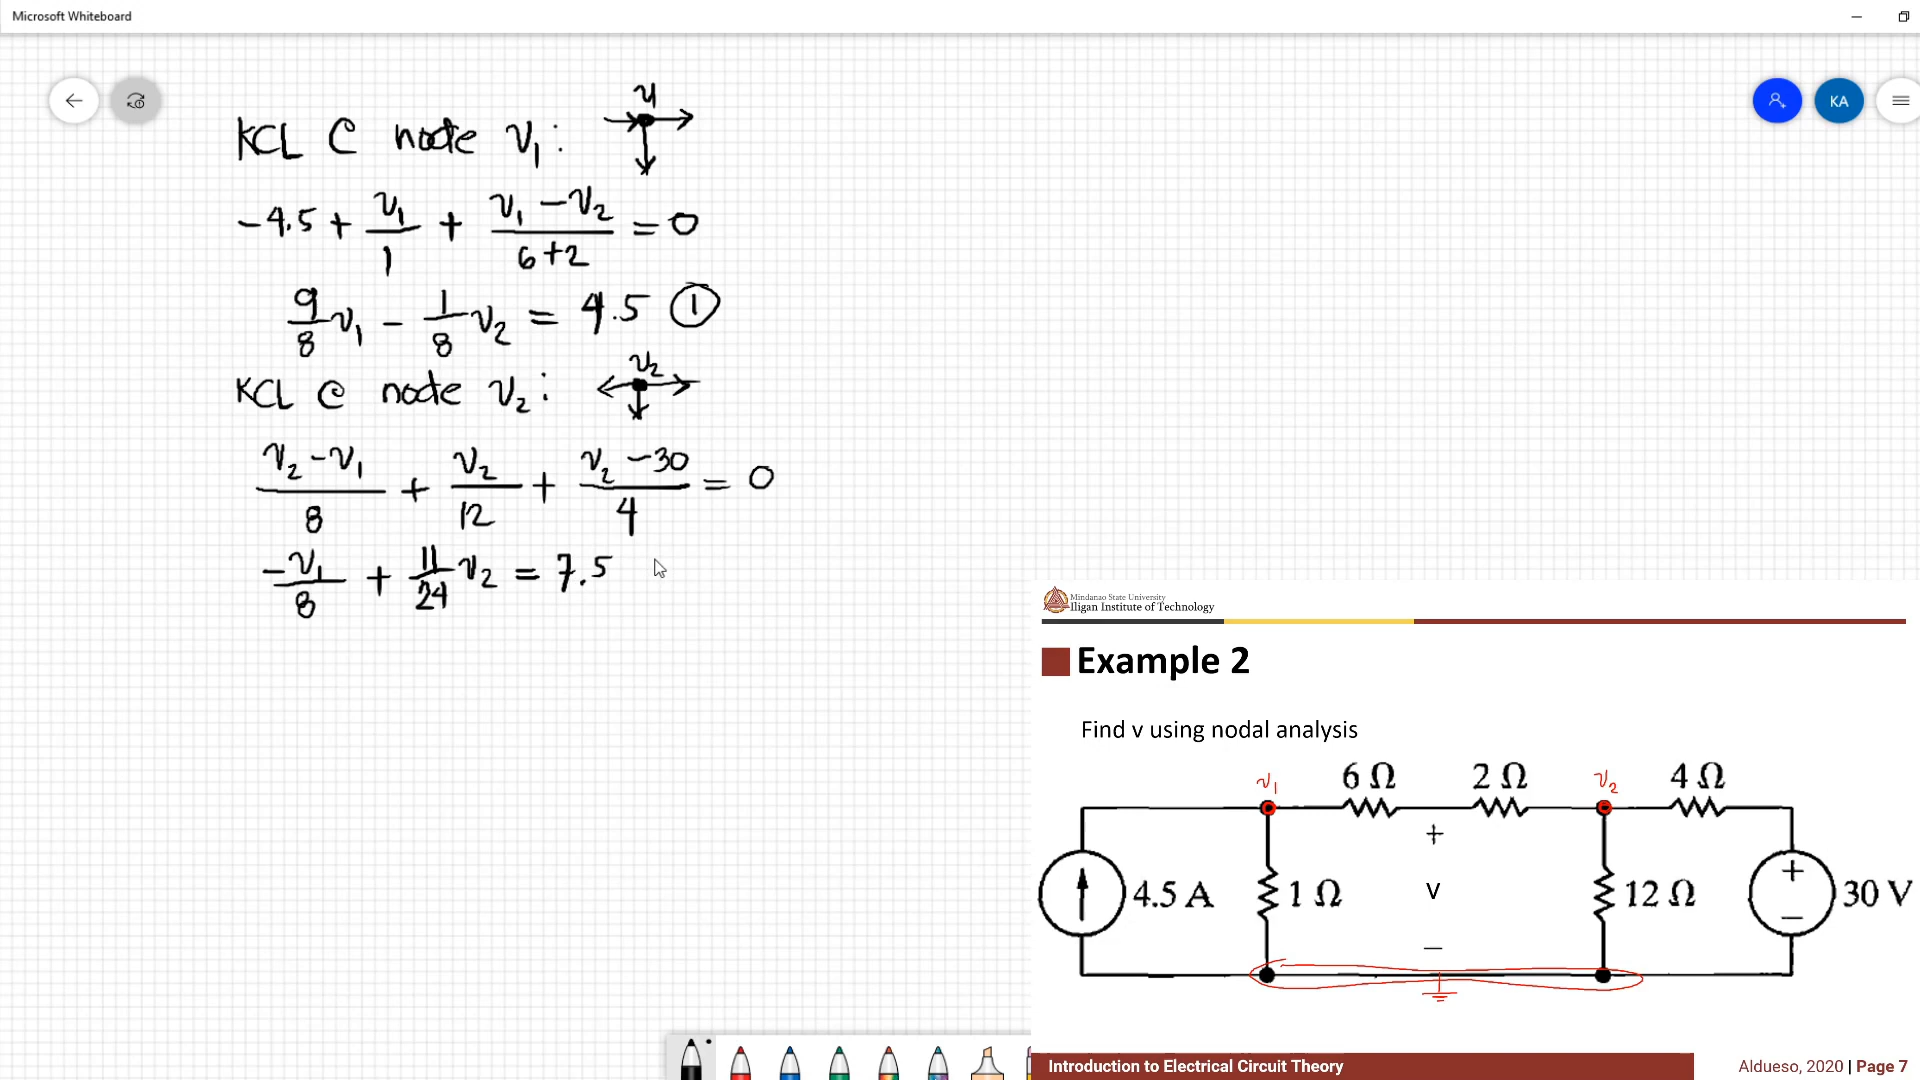 Microsoft Whiteboard
KA
KCL @ node v₁: v₁
-4.5 + v₁/1 + (v₁ - v₂)/(6+2) = 0
9/8 v₁ - 1/8 v₂ = 4.5 ①
KCL @ node v₂: v₂
(v₂ - v₁)/8 + v₂/12 + (v₂ - 30)/4 = 0
-v₁/8 + 11/24 v₂ = 7.5
Mindanao State University
Iligan Institute of Technology
Example 2
Find v using nodal analysis
v₁ 6 Ω 2 Ω v₂ 4 Ω
+
4.5 A 1 Ω v 12 Ω + − 30 V
−
Introduction to Electrical Circuit Theory Aldueso, 2020 | Page 7